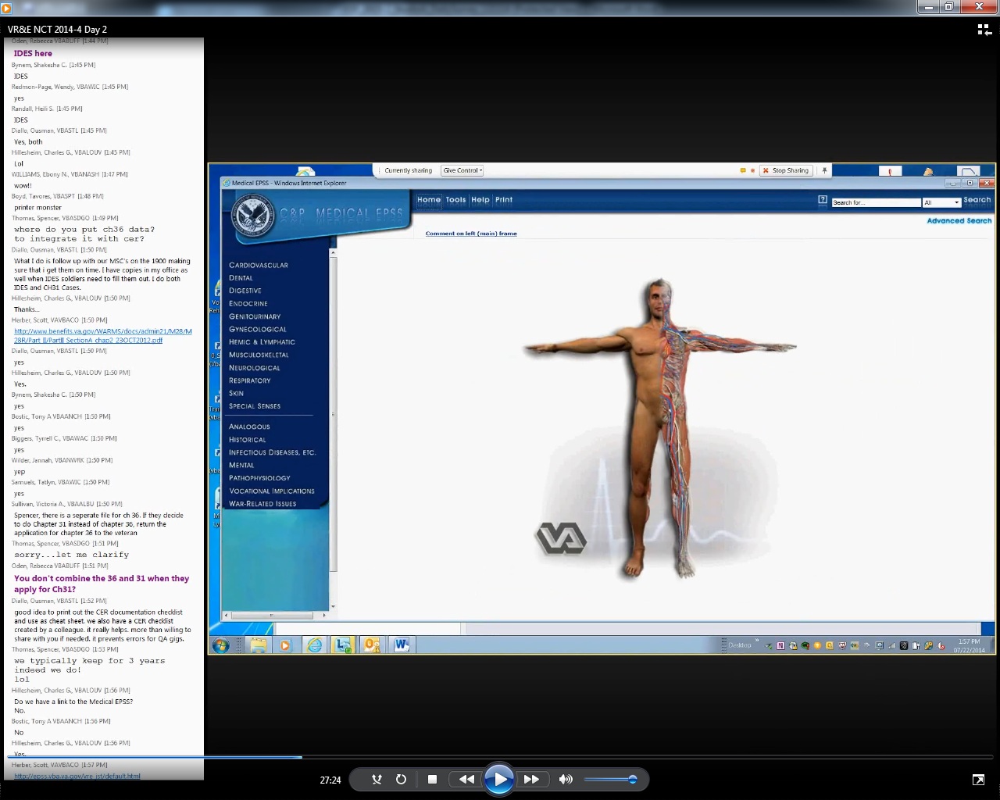 VR&E NCT 2014-4 Day 2
Oden, Rebecca VBABUFF [1:44 PM]
IDES here
Bynem, Shakesha C. [1:45 PM]
IDES
Redmon-Page, Wendy, VBAWIC [1:45 PM]
yes
Randall, Heili S. [1:45 PM]
IDES
Diallo, Ousman, VBASTL [1:45 PM]
Yes, both
Hillesheim, Charles G., VBALOUV [1:45 PM]
Lol
WILLIAMS, Ebony N., VBANASH [1:47 PM]
wow!!
Boyd, Tavores, VBASPT [1:48 PM]
printer monster
Thomas, Spencer, VBASDGO [1:49 PM]
where do you put ch36 data?
to integrate it with cer?
Diallo, Ousman, VBASTL [1:50 PM]
What I do is follow up with our MSC's on the 1900 making
sure that i get them on time. I have copies in my office as
well when IDES soldiers need to fill them out. I do both
IDES and CH31 Cases.
Hillesheim, Charles G., VBALOUV [1:50 PM]
Thanks...
Herber, Scott, VAVBACO [1:50 PM]
http://www.benefits.va.gov/WARMS/docs/admin21/M28/M
28R/Part_II/PartII_SectionA_chap2_23OCT2012.pdf
Diallo, Ousman, VBASTL [1:50 PM]
yes
Hillesheim, Charles G., VBALOUV [1:50 PM]
Yes.
Bynem, Shakesha C. [1:50 PM]
yes
Bostic, Tony A VBAANCH [1:50 PM]
yes
Biggers, Tyrrell C., VBAWAC [1:50 PM]
yes
Wilder, Jannah, VBANWRK [1:50 PM]
yep
Samuels, Tatlyn, VBAWIC [1:50 PM]
yes
Sullivan, Victoria A., VBAALBU [1:50 PM]
Spencer, there is a seperate file for ch 36. If they decide
to do Chapter 31 instead of chapter 36, return the
application for chapter 36 to the veteran
Thomas, Spencer, VBASDGO [1:51 PM]
sorry...let me clarify
Oden, Rebecca VBABUFF [1:51 PM]
You don't combine the 36 and 31 when they
apply for Ch31?
Diallo, Ousman, VBASTL [1:52 PM]
good idea to print out the CER documentation checklist
and use as cheat sheet. we also have a CER checklist
created by a colleague. it really helps. more than willing to
share with you if needed. it prevents errors for QA gigs.
Thomas, Spencer, VBASDGO [1:53 PM]
we typically keep for 3 years
indeed we do!
lol
Hillesheim, Charles G., VBALOUV [1:56 PM]
Do we have a link to the Medical EPSS?
No.
Bostic, Tony A VBAANCH [1:56 PM]
No
Hillesheim, Charles G., VBALOUV [1:56 PM]
Yes.
Herber, Scott, VAVBACO [1:57 PM]
http://epss.vba.va.gov/vre_ist/default.html
Currently sharing Give Control Stop Sharing
Medical EPSS - Windows Internet Explorer
C&P MEDICAL EPSS
Home Tools Help Print
Search for... All Search
Advanced Search
Comment on left (main) frame
CARDIOVASCULAR
DENTAL
DIGESTIVE
ENDOCRINE
GENITOURINARY
GYNECOLOGICAL
HEMIC & LYMPHATIC
MUSCULOSKELETAL
NEUROLOGICAL
RESPIRATORY
SKIN
SPECIAL SENSES
ANALOGOUS
HISTORICAL
INFECTIOUS DISEASES, ETC.
MENTAL
PATHOPHYSIOLOGY
VOCATIONAL IMPLICATIONS
WAR-RELATED ISSUES
VA
Desktop
1:57 PM
07/22/2014
27:24